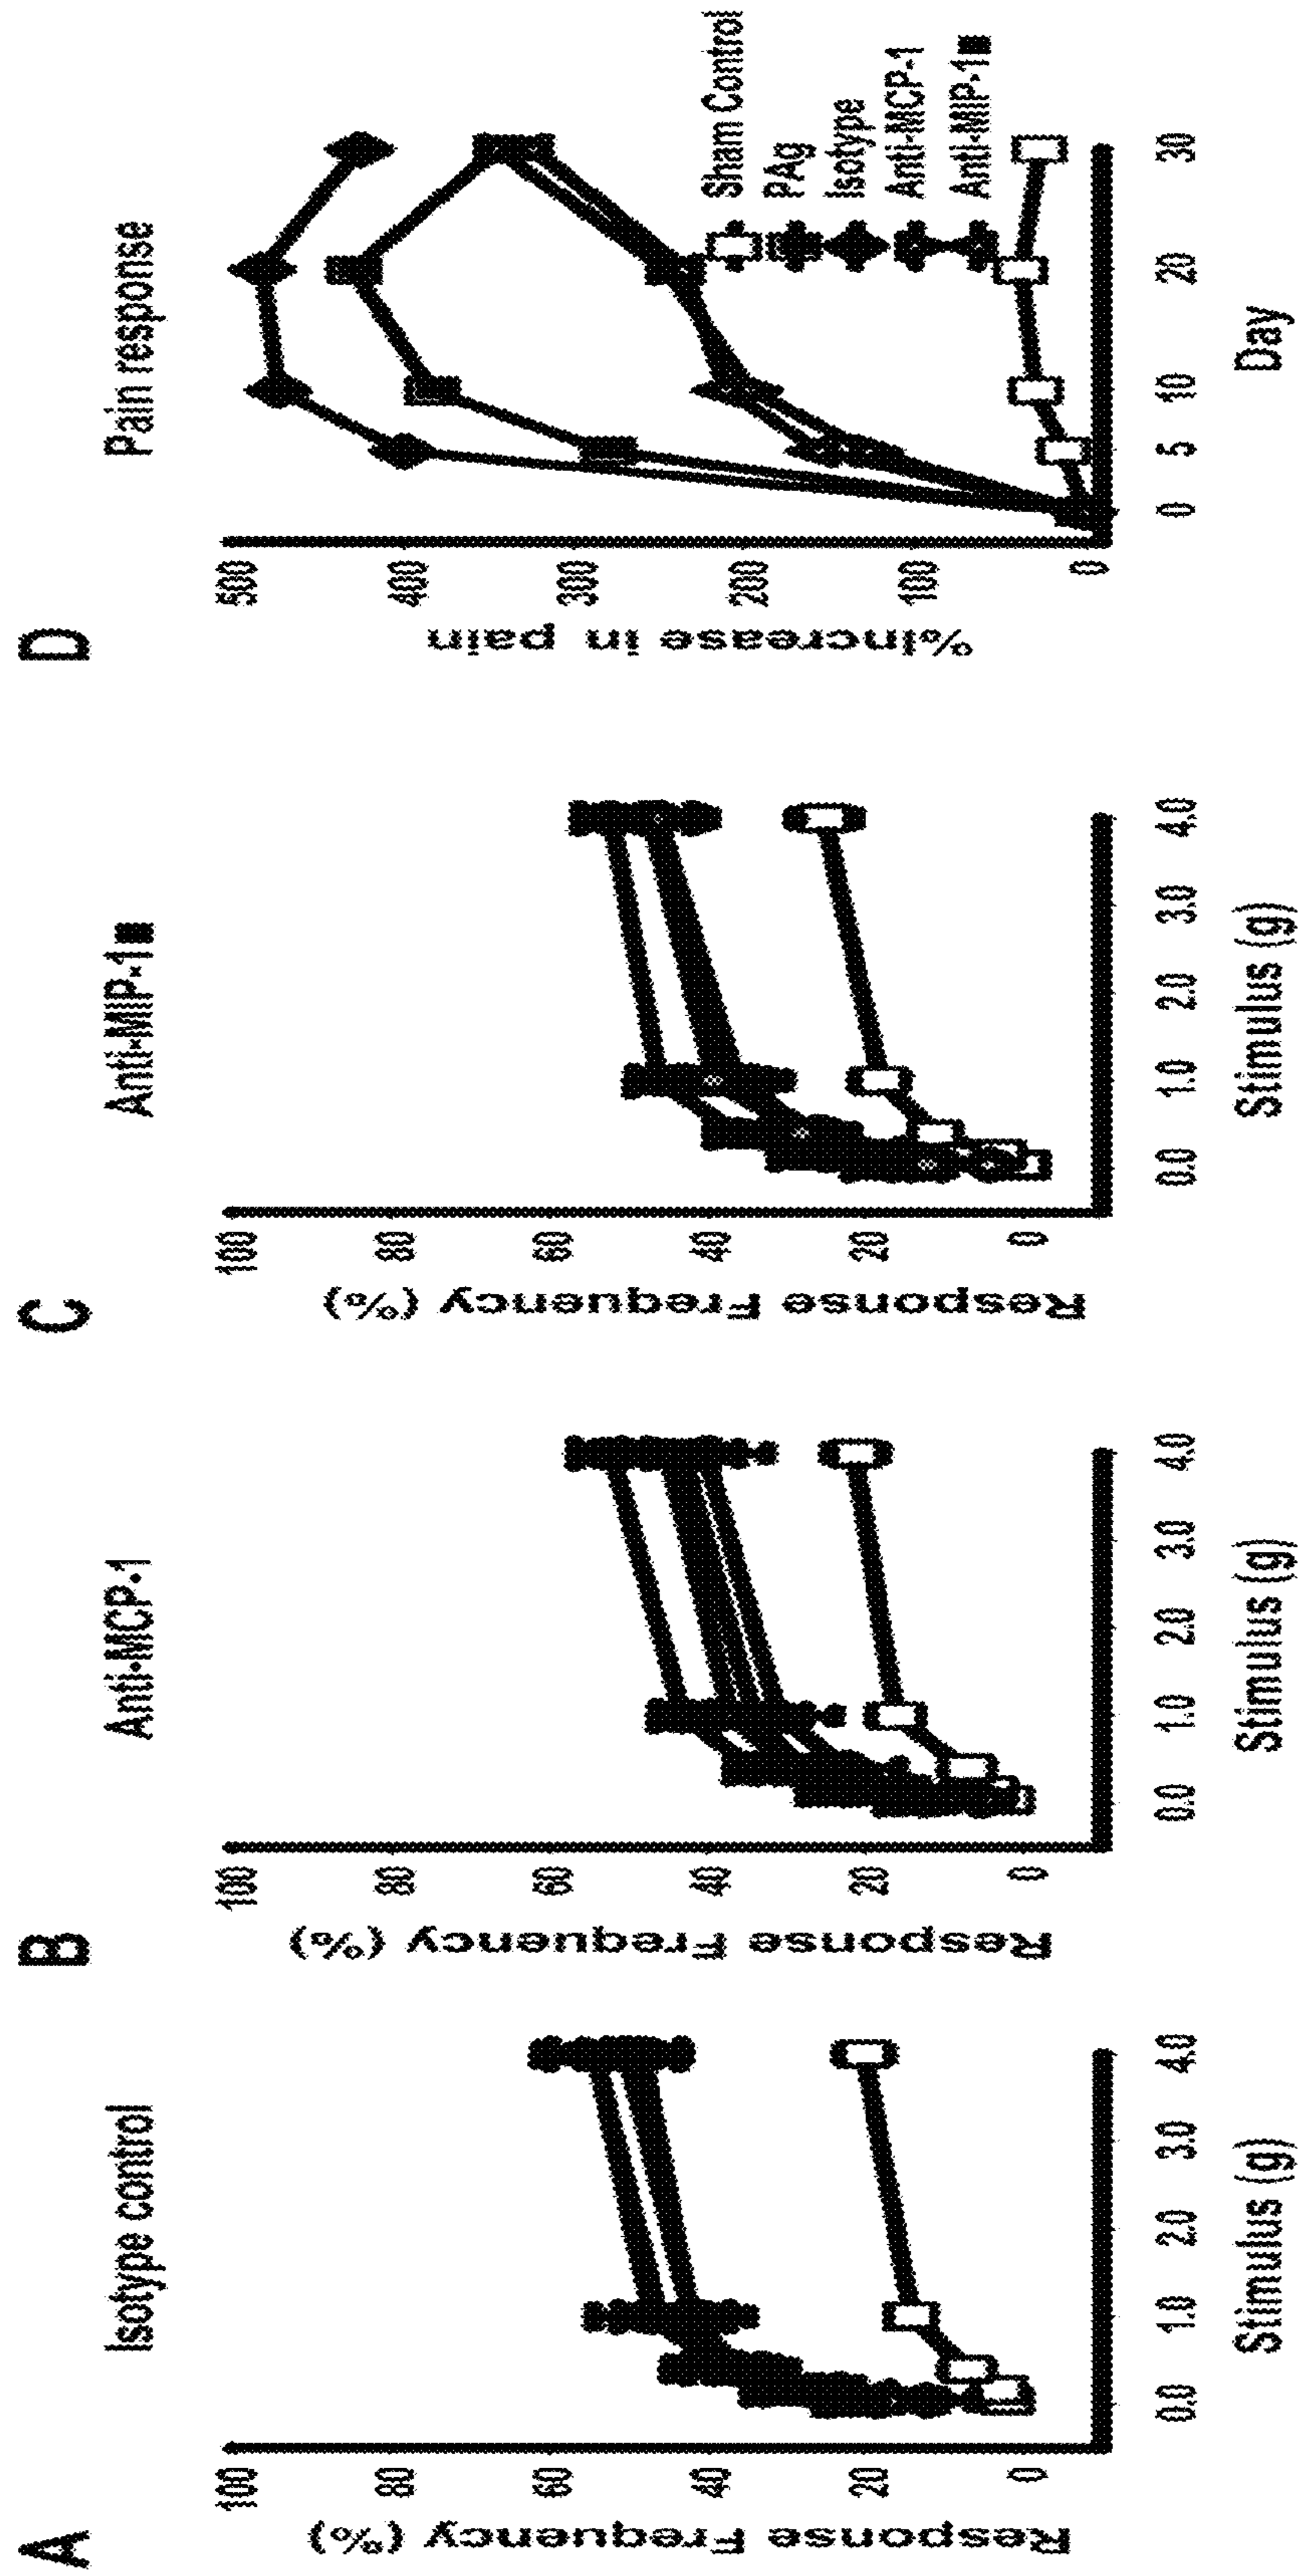 A
Isotype control
Response Frequency (%)
100
80
60
40
20
0
0.0 1.0 2.0 3.0 4.0
Stimulus (g)
B
Anti-MCP-1
Response Frequency (%)
100
80
60
40
20
0
0.0 1.0 2.0 3.0 4.0
Stimulus (g)
C
Anti-MIP-1■
Response Frequency (%)
100
80
60
40
20
0
0.0 1.0 2.0 3.0 4.0
Stimulus (g)
D
Pain response
%increase in pain
500
400
300
200
100
0
0 5 10 20 30
Day
Sham Control
PAg
Isotype
Anti-MCP-1
Anti-MIP-1■